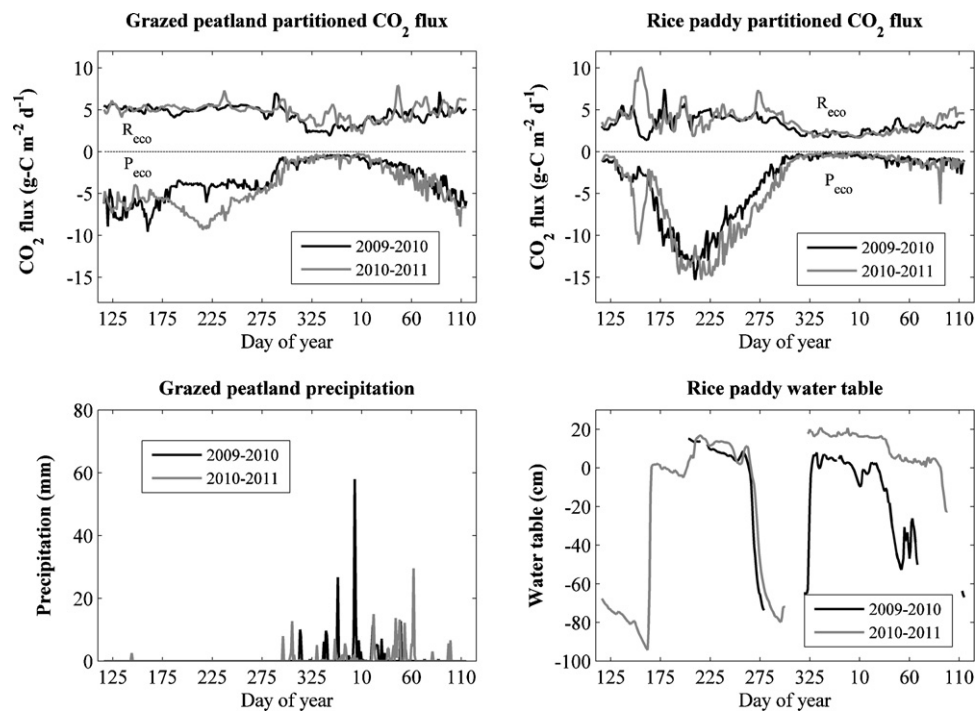 Grazed peatland partitioned CO2 flux
CO2 flux (g-C m-2 d-1)
10
5
0
-5
-10
-15
Reco
Peco
2009-2010
2010-2011
125 175 225 275 325 10 60 110
Day of year
Rice paddy partitioned CO2 flux
CO2 flux (g-C m-2 d-1)
10
5
0
-5
-10
-15
Reco
Peco
2009-2010
2010-2011
125 175 225 275 325 10 60 110
Day of year
Grazed peatland precipitation
Precipitation (mm)
80
60
40
20
0
2009-2010
2010-2011
125 175 225 275 325 10 60 110
Day of year
Rice paddy water table
Water table (cm)
20
0
-20
-40
-60
-80
-100
2009-2010
2010-2011
125 175 225 275 325 10 60 110
Day of year